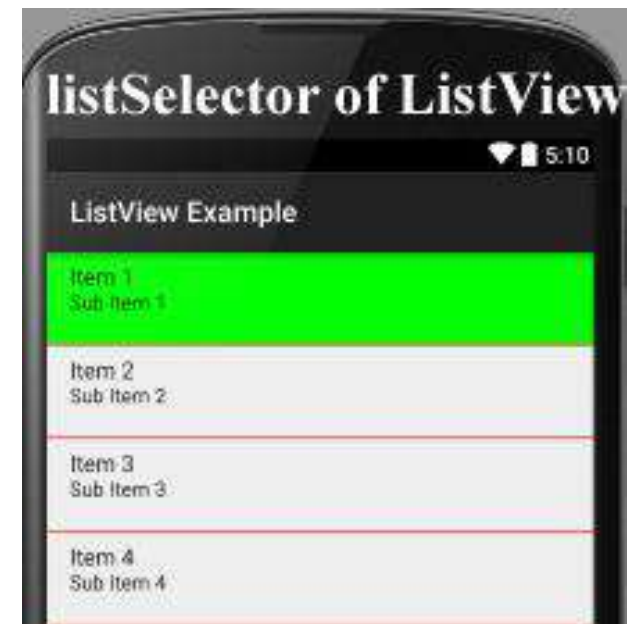 listSelector of ListView
5:10
ListView Example
Item 1
Sub Item 1
Item 2
Sub Item 2
Item 3
Sub Item 3
Item 4
Sub Item 4